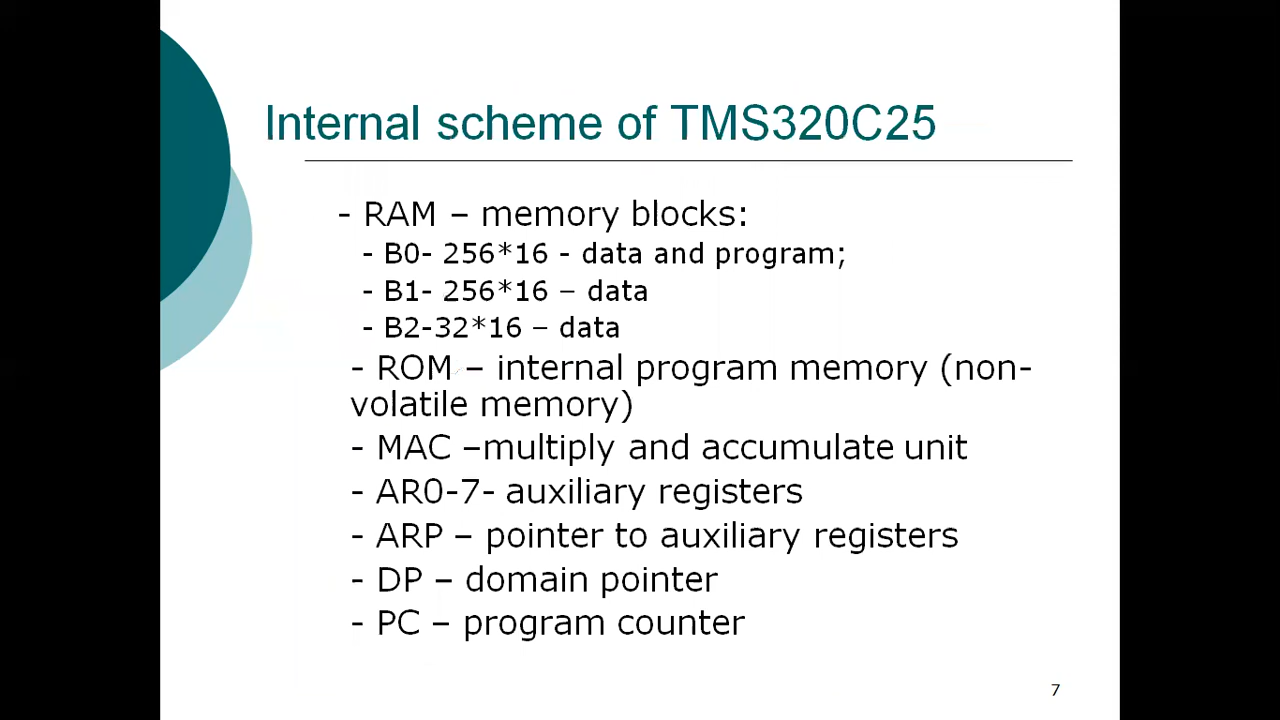 Internal scheme of TMS320C25
- RAM – memory blocks:
- B0- 256*16 - data and program;
- B1- 256*16 – data
- B2-32*16 – data
- ROM – internal program memory (non-
volatile memory)
- MAC –multiply and accumulate unit
- AR0-7- auxiliary registers
- ARP – pointer to auxiliary registers
- DP – domain pointer
- PC – program counter
7